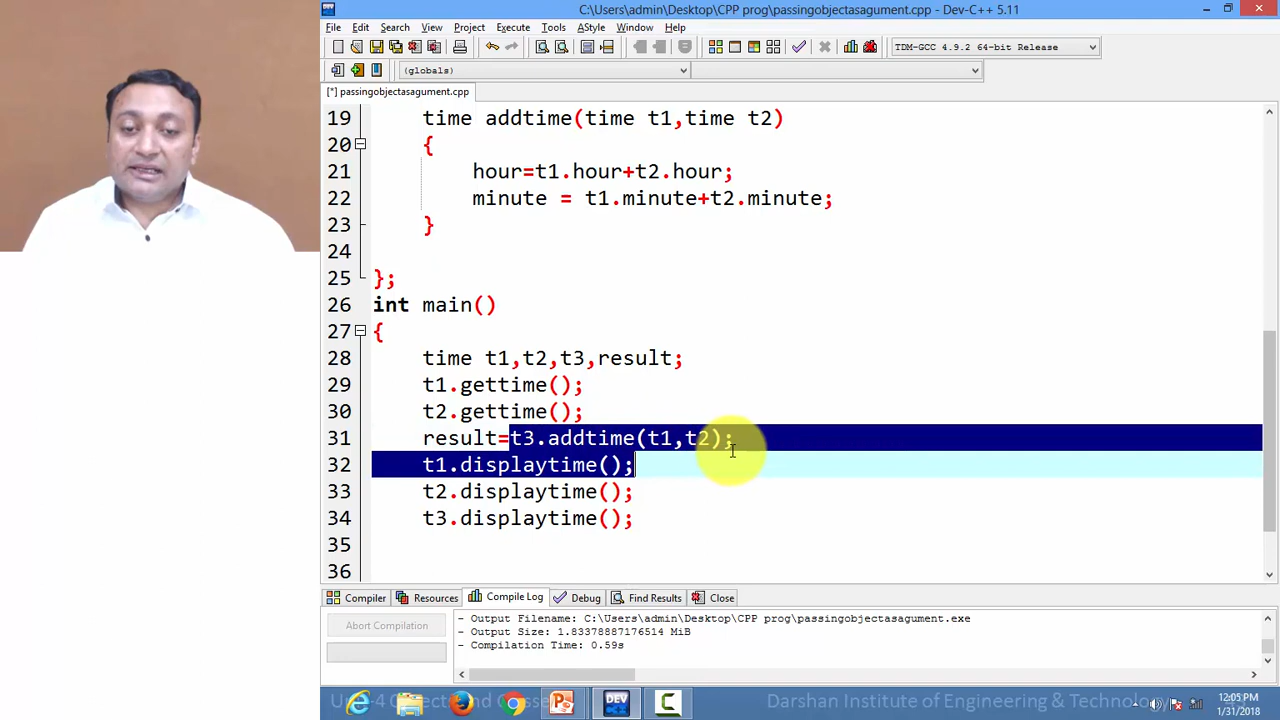 C:\Users\admin\Desktop\CPP prog\passingobjectasagument.cpp - Dev-C++ 5.11
File Edit Search View Project Execute Tools AStyle Window Help
TDM-GCC 4.9.2 64-bit Release
(globals)
[*] passingobjectasagument.cpp
19 time addtime(time t1,time t2)
20 {
21 hour=t1.hour+t2.hour;
22 minute = t1.minute+t2.minute;
23 }
24
25 };
26 int main()
27 {
28 time t1,t2,t3,result;
29 t1.gettime();
30 t2.gettime();
31 result=t3.addtime(t1,t2);
32 t1.displaytime();
33 t2.displaytime();
34 t3.displaytime();
35
36
Compiler Resources Compile Log Debug Find Results Close
Abort Compilation
- Output Filename: C:\Users\admin\Desktop\CPP prog\passingobjectasagument.exe
- Output Size: 1.83378887176514 MiB
- Compilation Time: 0.59s
Darshan Institute of Engineering & Technology
12:05 PM
1/31/2018